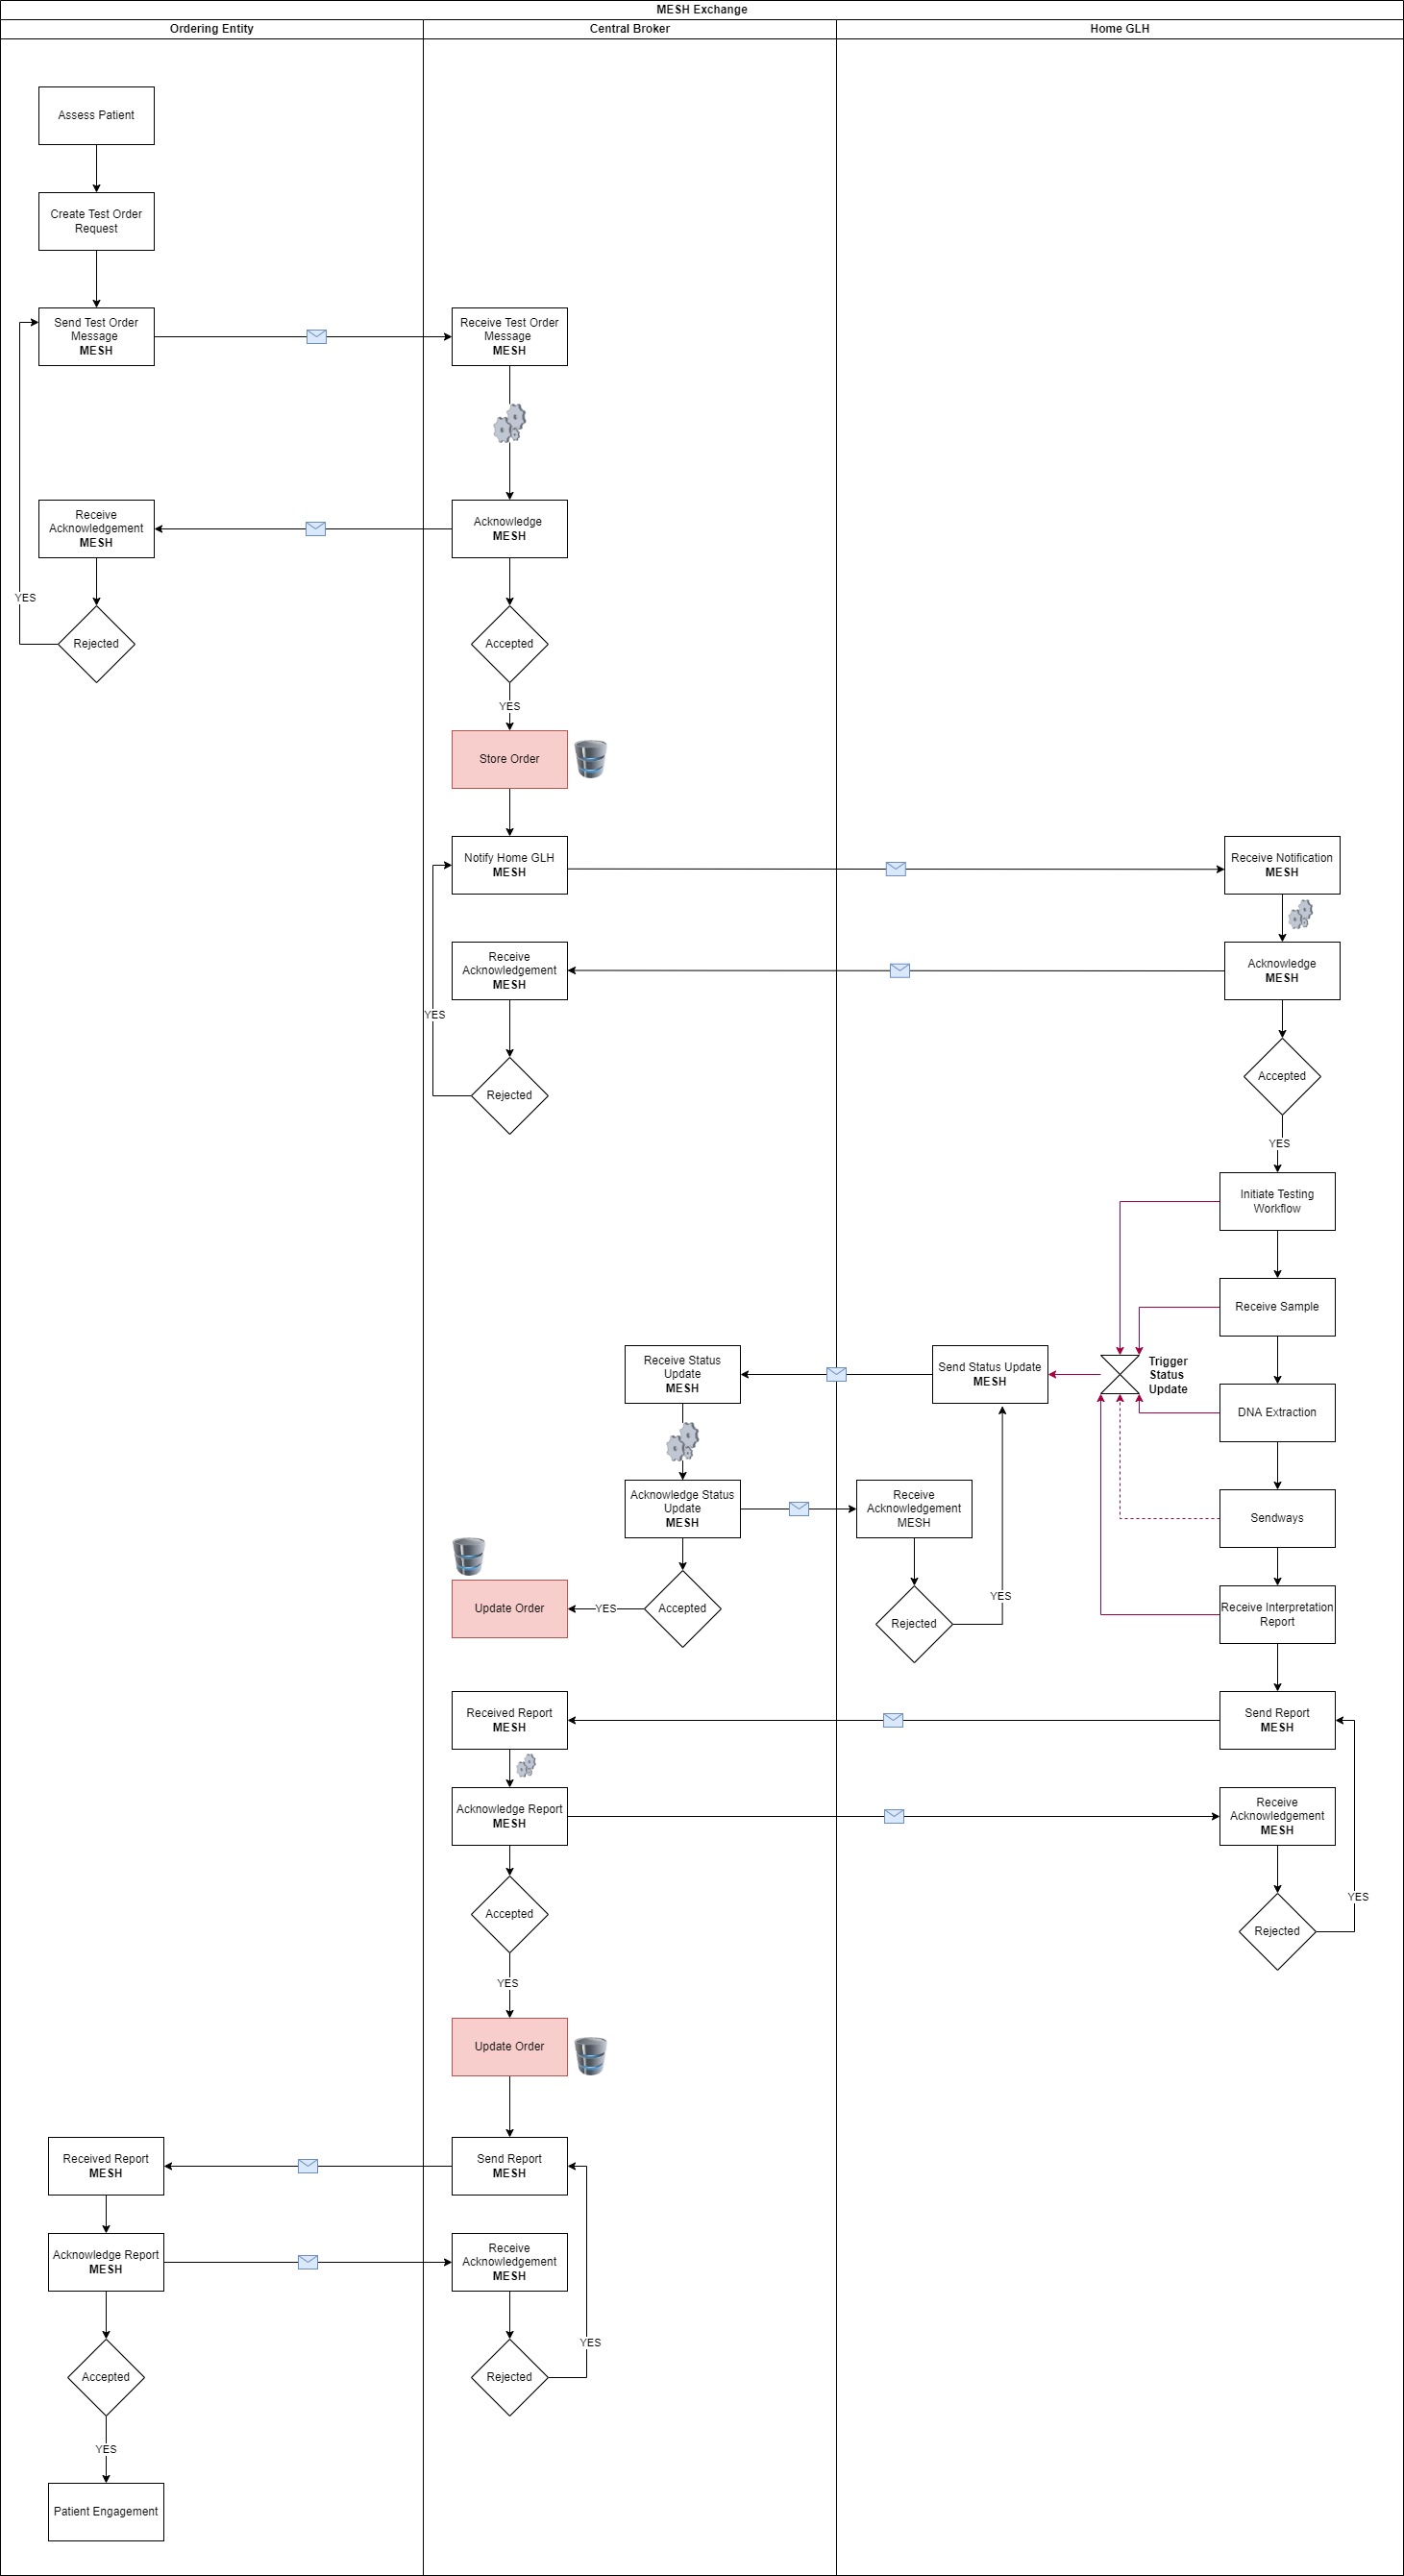 MESH Exchange
Ordering Entity
Central Broker
Home GLH
Assess Patient
Create Test Order
Request
Send Test Order
Message
MESH
Receive Test Order
Message
MESH
Receive
Acknowledgement
MESH
Acknowledge
MESH
YES
Rejected
Accepted
YES
Store Order
Notify Home GLH
MESH
Receive Notification
MESH
Receive
Acknowledgement
MESH
Acknowledge
MESH
YES
Rejected
Accepted
YES
Initiate Testing
Workflow
Receive Sample
Receive Status
Update
MESH
Send Status Update
MESH
Trigger
Status
Update
DNA Extraction
Acknowledge Status
Update
MESH
Receive
Acknowledgement
MESH
Sendways
Update Order
YES
Accepted
Rejected
YES
Receive Interpretation
Report
Received Report
MESH
Send Report
MESH
Acknowledge Report
MESH
Receive
Acknowledgement
MESH
Accepted
Rejected
YES
YES
Update Order
Received Report
MESH
Send Report
MESH
Acknowledge Report
MESH
Receive
Acknowledgement
MESH
YES
Accepted
Rejected
YES
Patient Engagement